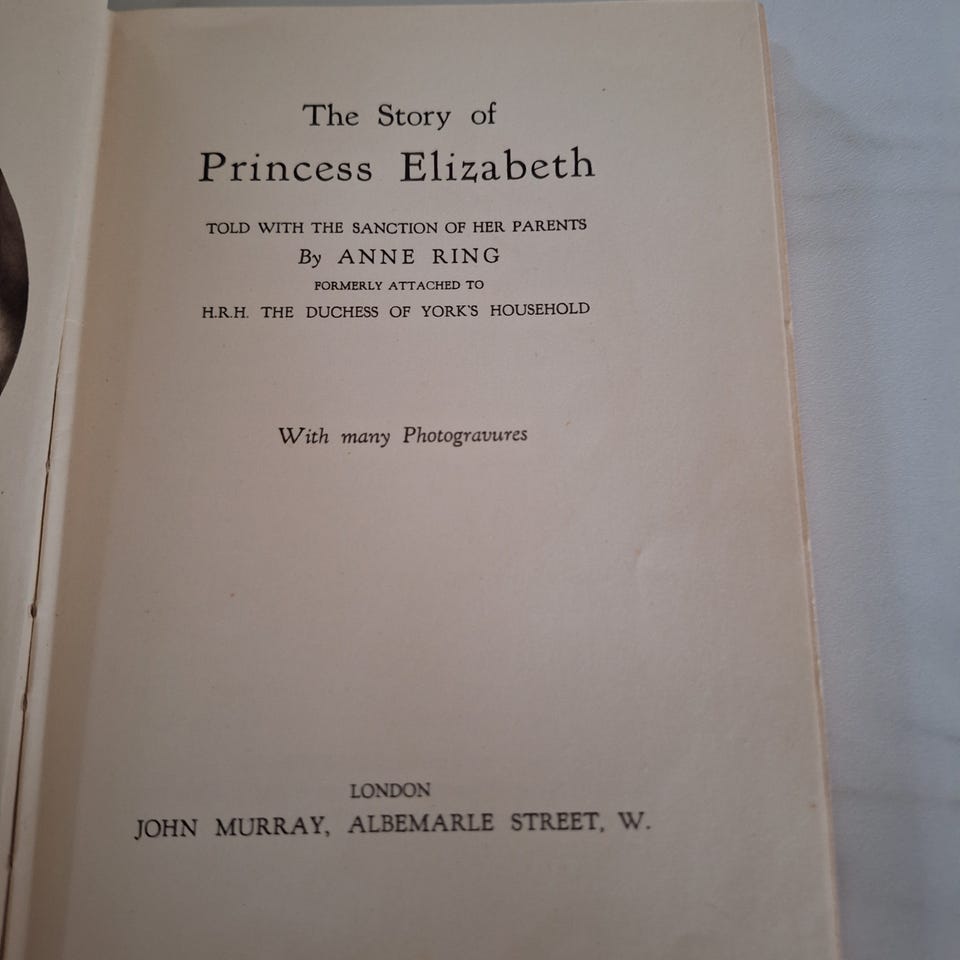 The Story of
Princess Elizabeth
TOLD WITH THE SANCTION OF HER PARENTS
By ANNE RING
FORMERLY ATTACHED TO
H.R.H. THE DUCHESS OF YORK'S HOUSEHOLD
With many Photogravures
LONDON
JOHN MURRAY, ALBEMARLE STREET, W.